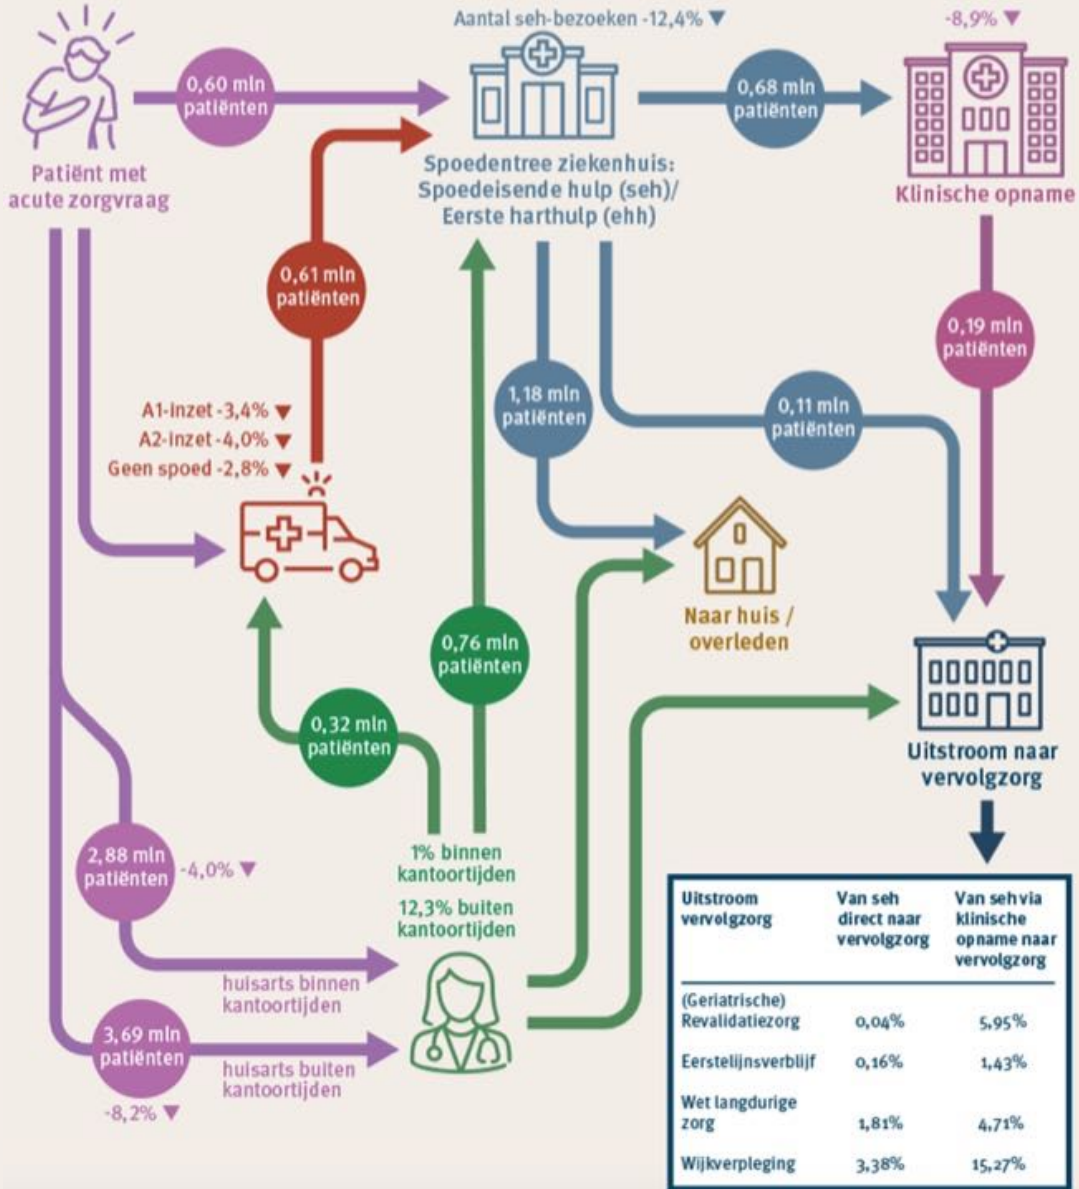 Aantal seh-bezoeken -12,4% ▼
-8,9% ▼
0,60 mln
patiënten
0,68 mln
patiënten
Patiënt met
acute zorgvraag
Spoedentree ziekenhuis:
Spoedeisende hulp (seh)/
Eerste harthulp (ehh)
Klinische opname
0,61 mln
patiënten
0,19 mln
patiënten
A1-inzet -3,4% ▼
A2-inzet -4,0% ▼
Geen spoed -2,8% ▼
1,18 mln
patiënten
0,11 mln
patiënten
Naar huis /
overleden
0,76 mln
patiënten
0,32 mln
patiënten
Uitstroom naar
vervolgzorg
2,88 mln
patiënten
-4,0% ▼
1% binnen
kantoortijden
12,3% buiten
kantoortijden
huisarts binnen
kantoortijden
3,69 mln
patiënten
-8,2% ▼
huisarts buiten
kantoortijden
Uitstroom
vervolgzorg
Van seh
direct naar
vervolgzorg
Van seh via
klinische
opname naar
vervolgzorg
(Geriatrische)
Revalidatiezorg 0,04% 5,95%
Eerstelijnsverblijf 0,16% 1,43%
Wet langdurige
zorg 1,81% 4,71%
Wijkverpleging 3,38% 15,27%